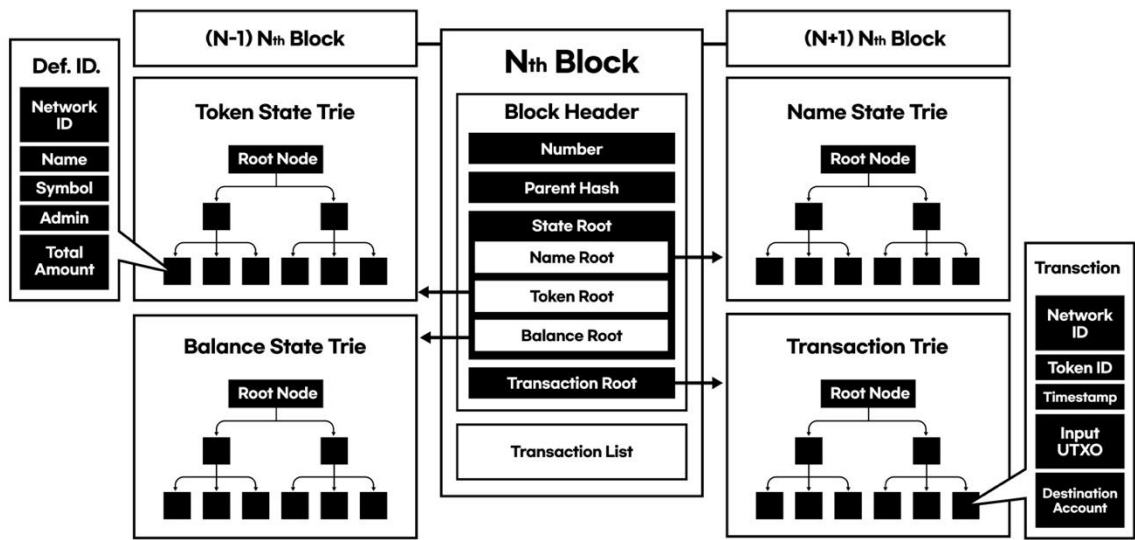 (N-1) Nth Block
Nth Block
(N+1) Nth Block
Def. ID.
Network
ID
Name
Symbol
Admin
Total
Amount
Token State Trie
Root Node
Balance State Trie
Root Node
Block Header
Number
Parent Hash
State Root
Name Root
Token Root
Balance Root
Transaction Root
Transaction List
Name State Trie
Root Node
Transaction Trie
Root Node
Transction
Network
ID
Token ID
Timestamp
Input
UTXO
Destination
Account